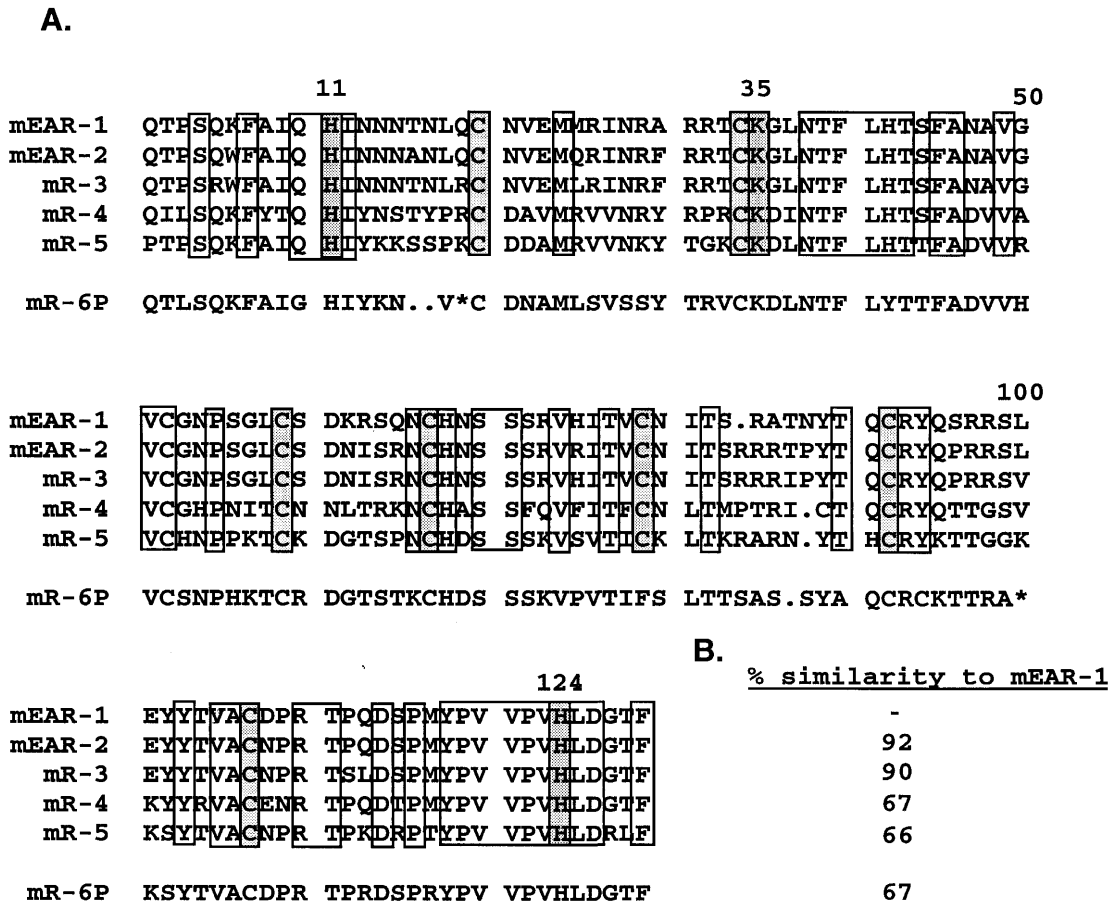 A.
11 35 50
mEAR-1 QTPSQKFAIQ HINNNTNLQC NVEMMRINRA RRTCKGLNTF LHTSFANAVG
mEAR-2 QTPSQWFAIQ HINNNANLQC NVEMQRINRF RRTCKGLNTF LHTSFANAVG
mR-3 QTPSRWFAIQ HINNNTNLRC NVEMLRINRF RRTCKGLNTF LHTSFANAVG
mR-4 QILSQKFYTQ HIYNSTYPRC DAVMRVVNRY RPRCKDINTF LHTSFADVVA
mR-5 PTPSQKFAIQ HIYKKSSPKC DDAMRVVNKY TGKCKDLNTF LHTTFADVVR
mR-6P QTLSQKFAIG HIYKN..V*C DNAMLSVSSY TRVCKDLNTF LYTTFADVVH
100
mEAR-1 VCGNPSGLCS DKRSQNCHNS SSRVHITVCN ITS.RATNYT QCRYQSRRSL
mEAR-2 VCGNPSGLCS DNISRNCHNS SSRVRITVCN ITSRRRTPYT QCRYQPRRSL
mR-3 VCGNPSGLCS DNISRNCHNS SSRVHITVCN ITSRRRIPYT QCRYQPRRSV
mR-4 VCGHPNITCN NLTRKNCHAS SFQVFITFCN LTMPTRI.CT QCRYQTTGSV
mR-5 VCHNPPKTCK DGTSPNCHDS SSKVSVTICK LTKRARN.YT HCRYKTTGGK
mR-6P VCSNPHKTCR DGTSTKCHDS SSKVPVTIFS LTTSAS.SYA QCRCKTTRA*
B.
% similarity to mEAR-1
124
mEAR-1 EYYTVACDPR TPQDSPMYPV VPVHLDGTF -
mEAR-2 EYYTVACNPR TPQDSPMYPV VPVHLDGTF 92
mR-3 EYYTVACNPR TSLDSPMYPV VPVHLDGTF 90
mR-4 KYYRVACENR TPQDTPMYPV VPVHLDGTF 67
mR-5 KSYTVACNPR TPKDRPTYPV VPVHLDRLF 66
mR-6P KSYTVACDPR TPRDSPRYPV VPVHLDGTF 67